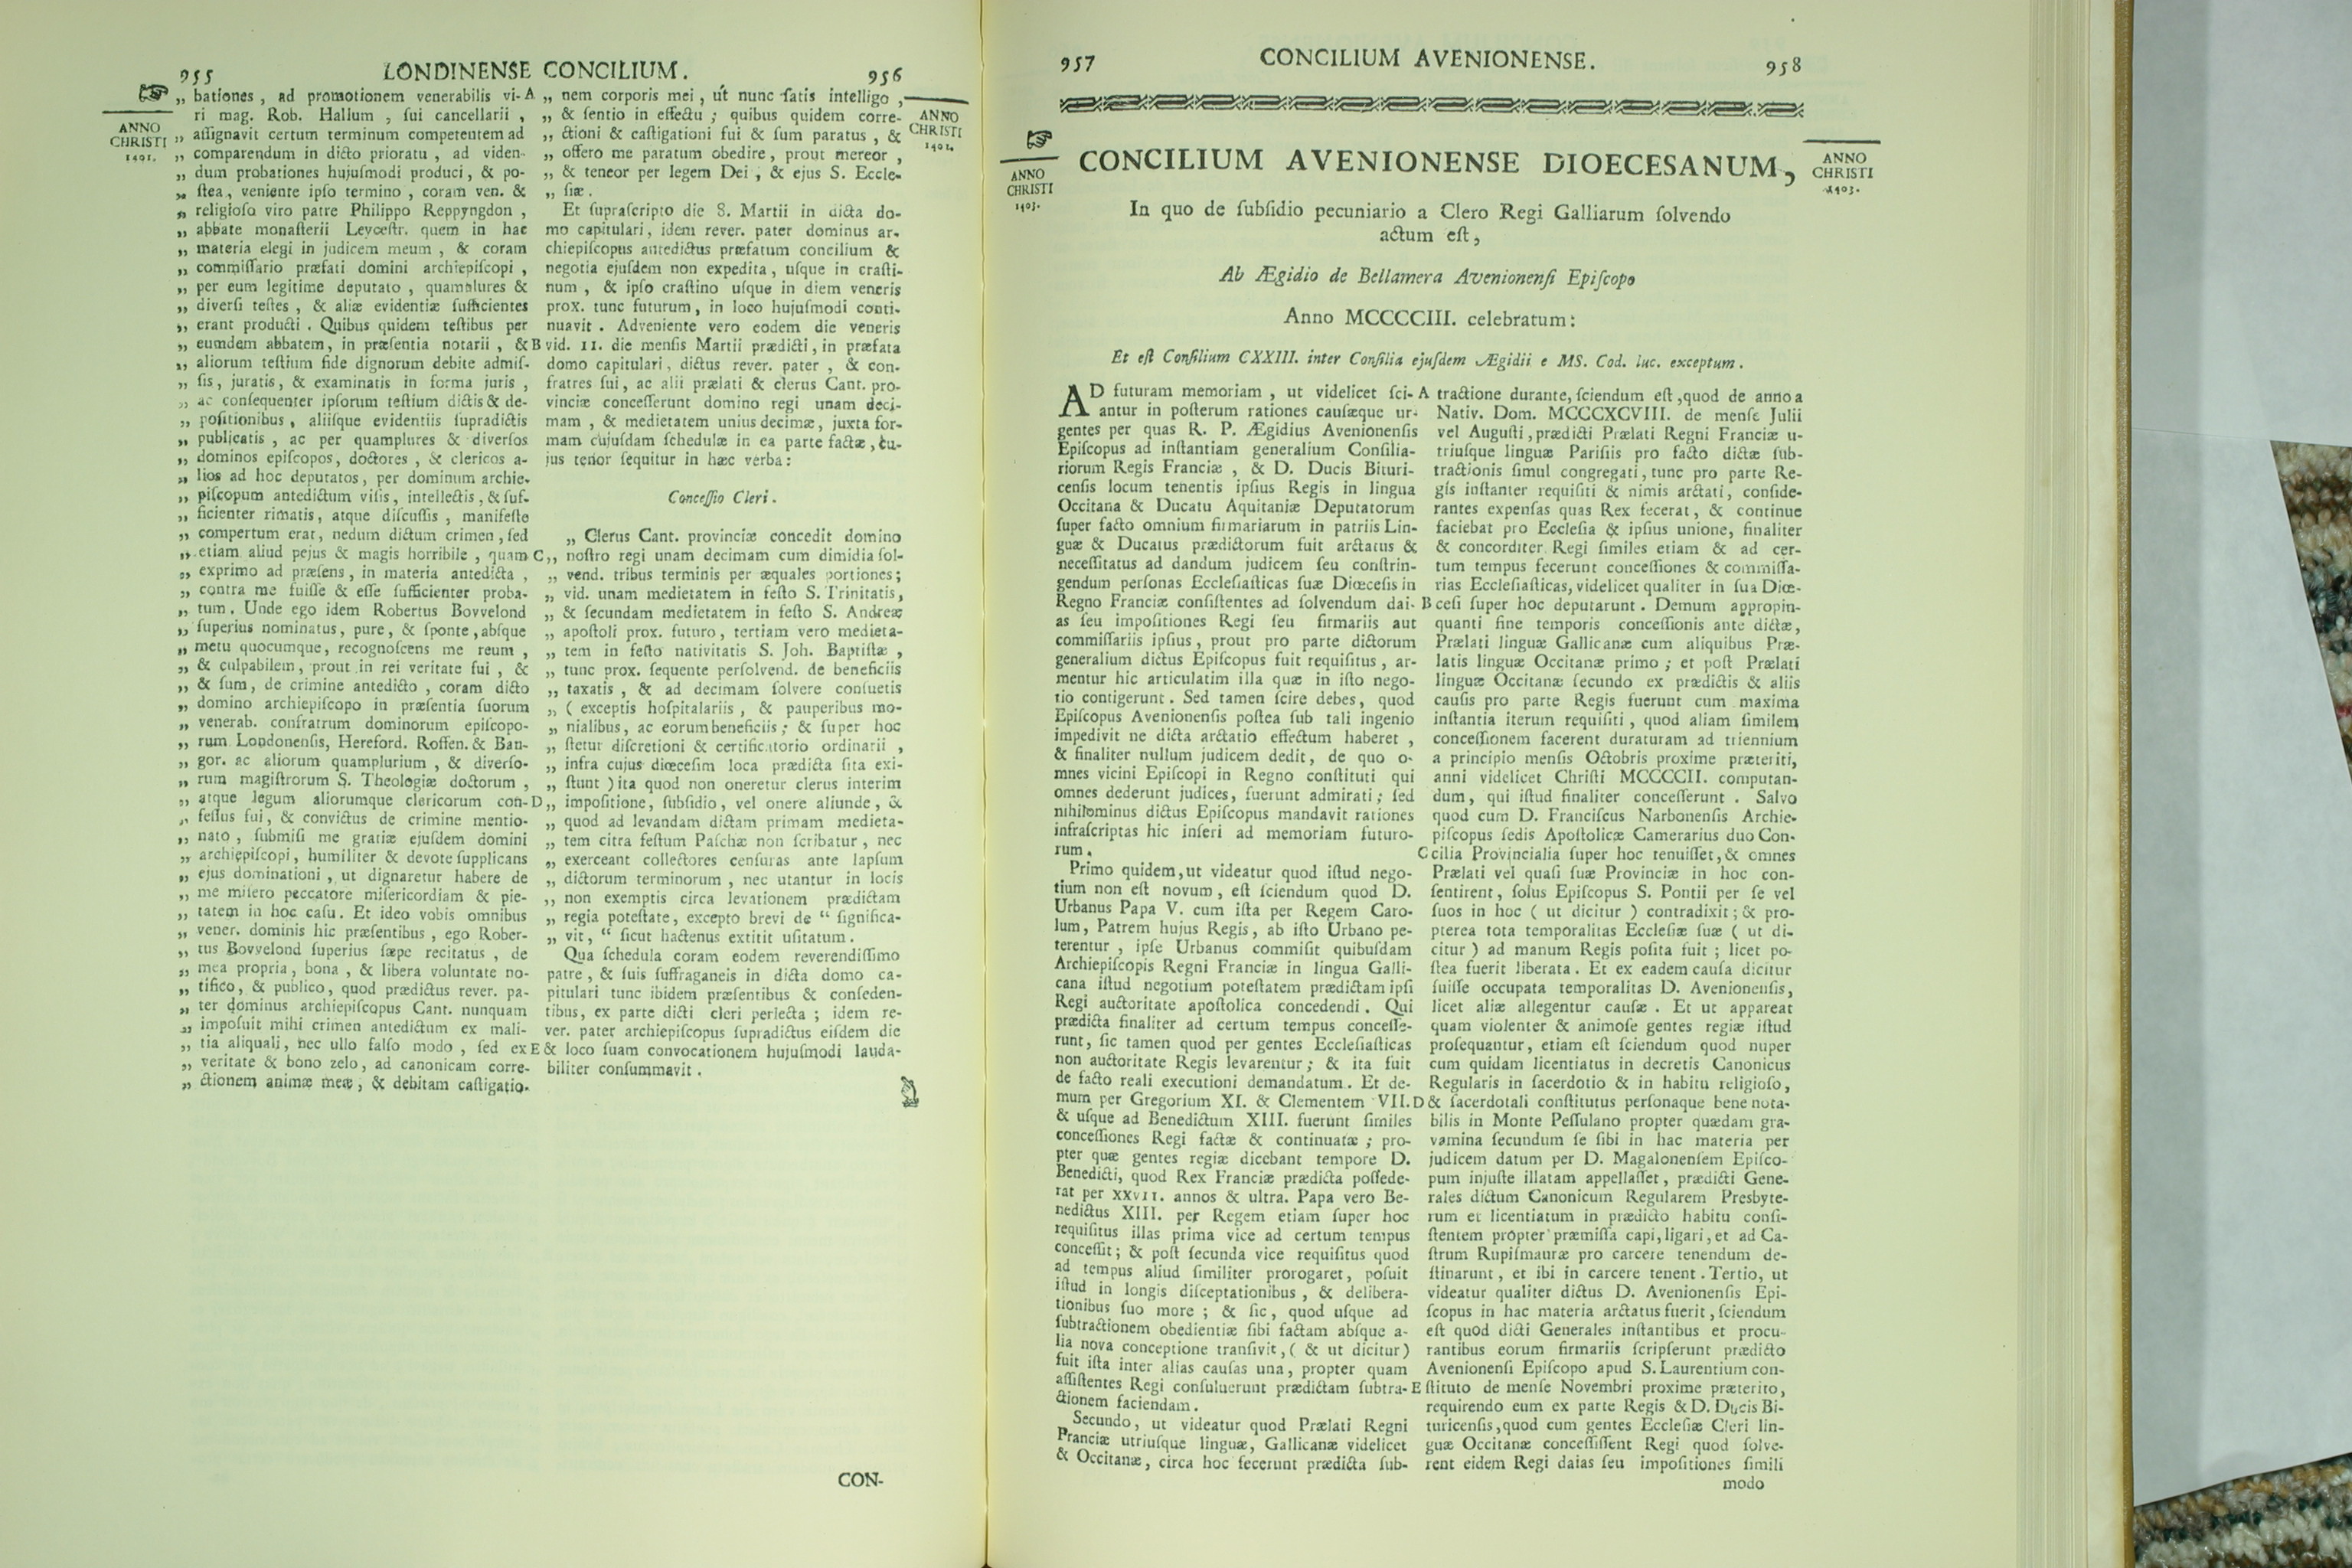 955
LONDINENSE CONCILIUM.
956
ANNO
CHRISTI
1401.
„ bationes, ad promotionem venerabilis vi-
ri mag. Rob. Hallum, ſui cancellarii,
„ aſſignavit certum terminum competentem ad
„ comparendum in dicto prioratu, ad viden-
„ dum probationes hujuſmodi produci, & po-
„ ſtea, veniente ipſo termino, coram ven. &
„ religioſo viro patre Philippo Reppyngdon,
„ abbate monaſterii Leyceſtr. quem in hac
„ materia elegi in judicem meum, & coram
„ commiſſario præfati domini archiepiſcopi,
„ per eum legitime deputato, quamplures &
„ diverſi teſtes, & aliæ evidentiæ ſufficientes
„ erant producti. Quibus quidem teſtibus per
„ eumdem abbatem, in præſentia notarii, &
„ aliorum teſtium fide dignorum debite admiſ-
„ ſis, juratis, & examinatis in forma juris,
„ ac conſequenter ipſorum teſtium dictis & de-
„ poſitionibus, aliiſque evidentiis ſupradictis
„ publicatis, ac per quamplures & diverſos
„ dominos epiſcopos, doctores, & clericos a-
„ lios ad hoc deputatos, per dominum archie-
„ piſcopum antedictum viſis, intellectis, & ſuf-
„ ficienter rimatis, atque diſcuſſis, manifeſto
„ compertum erat, nedum dictum crimen, ſed
„ etiam aliud pejus & magis horribile, quam
„ exprimo ad præſens, in materia antedicta,
„ contra me fuiſſe & eſſe ſufficienter proba-
„ tum. Unde ego idem Robertus Bovvelond
„ ſuperius nominatus, pure, & ſponte, abſque
„ metu quocumque, recognoſcens me reum,
„ & culpabilem, prout in rei veritate fui, &
„ & ſum, de crimine antedicto, coram dicto
„ domino archiepiſcopo in præſentia ſuorum
„ venerab. confratrum dominorum epiſcopo-
„ rum Londonenſis, Hereford. Roffen. & Ban-
„ gor. ac aliorum quamplurium, & diverſo-
„ rum magiſtrorum S. Theologiæ doctorum,
„ atque legum aliorumque clericorum con-
„ feſſus fui, & convictus de crimine mentio-
„ nato, ſubmiſi me gratiæ ejuſdem domini
„ archiepiſcopi, humiliter & devote ſupplicans
„ ejus dominationi, ut dignaretur habere de
„ me miſero peccatore miſericordiam & pie-
„ tatem in hoc caſu. Et ideo vobis omnibus
„ vener. dominis hic præſentibus, ego Rober-
„ tus Bovvelond ſuperius ſæpe recitatus, de
„ mea propria, bona, & libera voluntate no-
„ tifico, & publico, quod prædictus rever. pa-
„ ter dominus archiepiſcopus Cant. nunquam
„ impoſuit mihi crimen antedictum ex mali-
„ tia aliquali, nec ullo falſo modo, ſed ex
„ veritate & bono zelo, ad canonicam corre-
„ ctionem animæ meæ, & debitam caſtigatio-
A
B
C
D
E
ANNO
CHRISTI
1401.
„ nem corporis mei, ut nunc ſatis intelligo,
„ & ſentio in effectu; quibus quidem corre-
„ ctioni & caſtigationi fui & ſum paratus, &
„ offero me paratum obedire, prout mereor,
„ & teneor per legem Dei, & ejus S. Eccle-
„ ſiæ.
Et ſupraſcripto die S. Martii in dicta do-
mo capitulari, idem rever. pater dominus ar-
chiepiſcopus antedictus præfatum concilium &
negotia ejuſdem non expedita, uſque in craſti-
num, & ipſo craſtino uſque in diem veneris
prox. tunc futurum, in loco hujuſmodi conti-
nuavit. Adveniente vero eodem die veneris
vid. 11. die menſis Martii prædicti, in præfata
domo capitulari, dictus rever. pater, & con-
fratres ſui, ac alii prælati & clerus Cant. pro-
vinciæ conceſſerunt domino regi unam deci-
mam, & medietatem unius decimæ, juxta for-
mam cujuſdam ſchedulæ in ea parte factæ, cu-
jus tenor ſequitur in hæc verba:
Conceſſio Cleri.
„ Clerus Cant. provinciæ concedit domino
„ noſtro regi unam decimam cum dimidia ſol-
„ vend. tribus terminis per æquales portiones;
„ vid. unam medietatem in feſto S. Trinitatis,
„ & ſecundam medietatem in feſto S. Andreæ
„ apoſtoli prox. futuro, tertiam vero medieta-
„ tem in feſto nativitatis S. Joh. Baptiſtæ,
„ tunc prox. ſequente perſolvend. de beneficiis
„ taxatis, & ad decimam ſolvere conſuetis
„ ( exceptis hoſpitalariis, & pauperibus mo-
„ nialibus, ac eorum beneficiis; & ſuper hoc
„ ſtetur diſcretioni & certificatorio ordinarii,
„ infra cujus diœceſim loca prædicta ſita exi-
„ ſtunt ) ita quod non oneretur clerus interim
„ impoſitione, ſubſidio, vel onere aliunde, &
„ quod ad levandam dictam primam medieta-
„ tem citra feſtum Paſchæ non ſcribatur, nec
„ exerceant collectores cenſuras ante lapſum
„ dictorum terminorum, nec utantur in locis
„ non exemptis circa levationem prædictam
„ regia poteſtate, excepto brevi de “ ſignifica-
„ vit, “ ſicut hactenus extitit uſitatum.
Qua ſchedula coram eodem reverendiſſimo
patre, & ſuis ſuffraganeis in dicta domo ca-
pitulari tunc ibidem præſentibus & conſeden-
tibus, ex parte dicti cleri perlecta; idem re-
ver. pater archiepiſcopus ſupradictus eiſdem die
& loco ſuam convocationem hujuſmodi lauda-
biliter conſummavit.
CON-
957
CONCILIUM AVENIONENSE.
958
ANNO
CHRISTI
1403.
CONCILIUM AVENIONENSE DIOECESANUM,
ANNO
CHRISTI
1403.
In quo de ſubſidio pecuniario a Clero Regi Galliarum ſolvendo
actum eſt,
Ab Ægidio de Bellamera Avenionenſi Epiſcopo
Anno MCCCCIII. celebratum:
Et eſt Conſilium CXXIII. inter Conſilia ejuſdem Ægidii e MS. Cod. luc. exceptum.
AD futuram memoriam, ut videlicet ſci-
antur in poſterum rationes cauſæque ur-
gentes per quas R. P. Ægidius Avenionenſis
Epiſcopus ad inſtantiam generalium Conſilia-
riorum Regis Franciæ, & D. Ducis Bituri-
cenſis locum tenentis ipſius Regis in lingua
Occitana & Ducatu Aquitaniæ Deputatorum
ſuper facto omnium firmariarum in patriis Lin-
guæ & Ducatus prædictorum fuit arctatus &
neceſſitatus ad dandum judicem ſeu conſtrin-
gendum perſonas Eccleſiaſticas ſuæ Diœceſis in
Regno Franciæ conſiſtentes ad ſolvendum dai-
as ſeu impoſitiones Regi ſeu firmariis aut
commiſſariis ipſius, prout pro parte dictorum
generalium dictus Epiſcopus fuit requiſitus, ar-
mentur hic articulatim illa quæ in iſto nego-
tio contigerunt. Sed tamen ſcire debes, quod
Epiſcopus Avenionenſis poſtea ſub tali ingenio
impedivit ne dicta arctatio effectum haberet,
& finaliter nullum judicem dedit, de quo o-
mnes vicini Epiſcopi in Regno conſtituti qui
omnes dederunt judices, fuerunt admirati; ſed
nihilominus dictus Epiſcopus mandavit rationes
infraſcriptas hic inſeri ad memoriam futuro-
rum.
Primo quidem, ut videatur quod iſtud nego-
tium non eſt novum, eſt ſciendum quod D.
Urbanus Papa V. cum iſta per Regem Caro-
lum, Patrem hujus Regis, ab iſto Urbano pe-
terentur, ipſe Urbanus commiſit quibuſdam
Archiepiſcopis Regni Franciæ in lingua Galli-
cana iſtud negotium poteſtatem prædictam ipſi
Regi auctoritate apoſtolica concedendi. Qui
prædicta finaliter ad certum tempus conceſſe-
runt, ſic tamen quod per gentes Eccleſiaſticas
non auctoritate Regis levarentur; & ita fuit
de facto reali executioni demandatum. Et de-
mum per Gregorium XI. & Clementem VII.
& uſque ad Benedictum XIII. fuerunt ſimiles
conceſſiones Regi factæ & continuatæ; pro-
pter quæ gentes regiæ dicebant tempore D.
Benedicti, quod Rex Franciæ prædicta poſſede-
rat per XXVII. annos & ultra. Papa vero Be-
nedictus XIII. per Regem etiam ſuper hoc
requiſitus illas prima vice ad certum tempus
conceſſit; & poſt ſecunda vice requiſitus quod
ad tempus aliud ſimiliter prorogaret, poſuit
iſtud in longis diſceptationibus, & delibera-
tionibus ſuo more; & ſic, quod uſque ad
ſubtractionem obedientiæ ſibi factam abſque a-
lia nova conceptione tranſivit, ( & ut dicitur)
fuit iſta inter alias cauſas una, propter quam
aſſiſtentes Regi conſuluerunt prædictam ſubtra-
ctionem faciendam.
Secundo, ut videatur quod Prælati Regni
Franciæ utriuſque linguæ, Gallicanæ videlicet
& Occitanæ, circa hoc fecerunt prædicta ſub-
A
B
C
D
E
tractione durante, ſciendum eſt, quod de anno a
Nativ. Dom. MCCCXCVIII. de menſe Julii
vel Auguſti, prædicti Prælati Regni Franciæ u-
triuſque linguæ Pariſiis pro facto dictæ ſub-
tractionis ſimul congregati, tunc pro parte Re-
gis inſtanter requiſiti & nimis arctati, conſide-
rantes expenſas quas Rex fecerat, & continue
faciebat pro Eccleſia & ipſius unione, finaliter
& concorditer Regi ſimiles etiam & ad cer-
tum tempus fecerunt conceſſiones & commiſſa-
rias Eccleſiaſticas, videlicet qualiter in ſua Diœ-
ceſi ſuper hoc deputarunt. Demum appropin-
quanti fine temporis conceſſionis ante dictæ,
Prælati linguæ Gallicanæ cum aliquibus Præ-
latis linguæ Occitanæ primo; et poſt Prælati
linguæ Occitanæ ſecundo ex prædictis & aliis
cauſis pro parte Regis fuerunt cum maxima
inſtantia iterum requiſiti, quod aliam ſimilem
conceſſionem facerent duraturam ad triennium
a principio menſis Octobris proxime præteriti,
anni videlicet Chriſti MCCCCII. computan-
dum, qui iſtud finaliter conceſſerunt. Salvo
quod cum D. Franciſcus Narbonenſis Archie-
piſcopus ſedis Apoſtolicæ Camerarius duo Con-
cilia Provincialia ſuper hoc tenuiſſet, & omnes
Prælati vel quaſi ſuæ Provinciæ in hoc con-
ſentirent, ſolus Epiſcopus S. Pontii per ſe vel
ſuos in hoc ( ut dicitur ) contradixit; & pro-
pterea tota temporalitas Eccleſiæ ſuæ ( ut di-
citur ) ad manum Regis poſita fuit; licet po-
ſtea fuerit liberata. Et ex eadem cauſa dicitur
fuiſſe occupata temporalitas D. Avenionenſis,
licet aliæ allegentur cauſæ. Et ut appareat
quam violenter & animoſe gentes regiæ iſtud
proſequantur, etiam eſt ſciendum quod nuper
cum quidam licentiatus in decretis Canonicus
Regularis in ſacerdotio & in habitu religioſo,
& ſacerdotali conſtitutus perſonaque bene nota-
bilis in Monte Peſſulano propter quædam gra-
vamina ſecundum ſe ſibi in hac materia per
judicem datum per D. Magalonenſem Epiſco-
pum injuſte illatam appellaſſet, prædicti Gene-
rales dictum Canonicum Regularem Presbyte-
rum et licentiatum in prædicto habitu conſi-
ſtentem propter præmiſſa capi, ligari, et ad Ca-
ſtrum Rupiſmauræ pro carcere tenendum de-
ſtinarunt, et ibi in carcere tenent. Tertio, ut
videatur qualiter dictus D. Avenionenſis Epi-
ſcopus in hac materia arctatus fuerit, ſciendum
eſt quod dicti Generales inſtantibus et procu-
rantibus eorum firmariis ſcripſerunt prædicto
Avenionenſi Epiſcopo apud S. Laurentium con-
ſtituto de menſe Novembri proxime præterito,
requirendo eum ex parte Regis & D. Ducis Bi-
turicenſis, quod cum gentes Eccleſiæ Cleri lin-
guæ Occitanæ conceſſiſſent Regi quod ſolve-
rent eidem Regi daias ſeu impoſitiones ſimili
modo